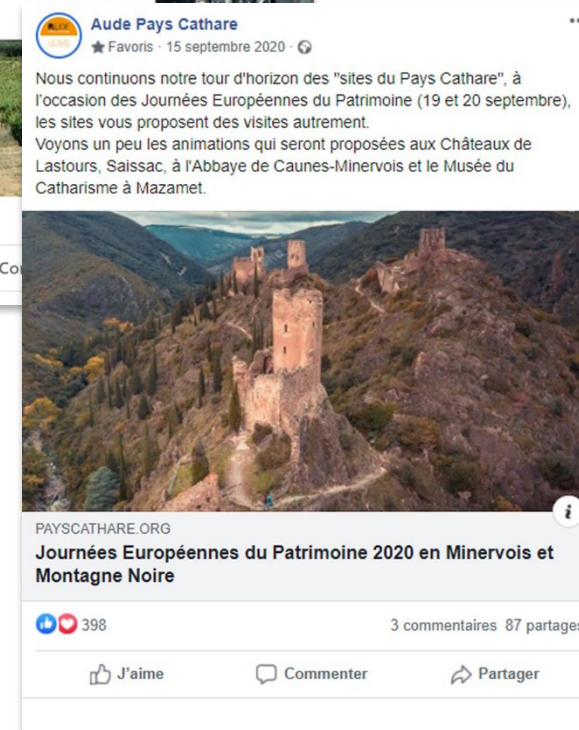 Aude Pays Cathare
Favoris · 15 septembre 2020 ·
Nous continuons notre tour d'horizon des "sites du Pays Cathare", à
l'occasion des Journées Européennes du Patrimoine (19 et 20 septembre),
les sites vous proposent des visites autrement.
Voyons un peu les animations qui seront proposées aux Châteaux de
Lastours, Saissac, à l'Abbaye de Caunes-Minervois et le Musée du
Catharisme à Mazamet.
PAYSCATHARE.ORG
Journées Européennes du Patrimoine 2020 en Minervois et
Montagne Noire
398
3 commentaires 87 partages
J'aime
Commenter
Partager